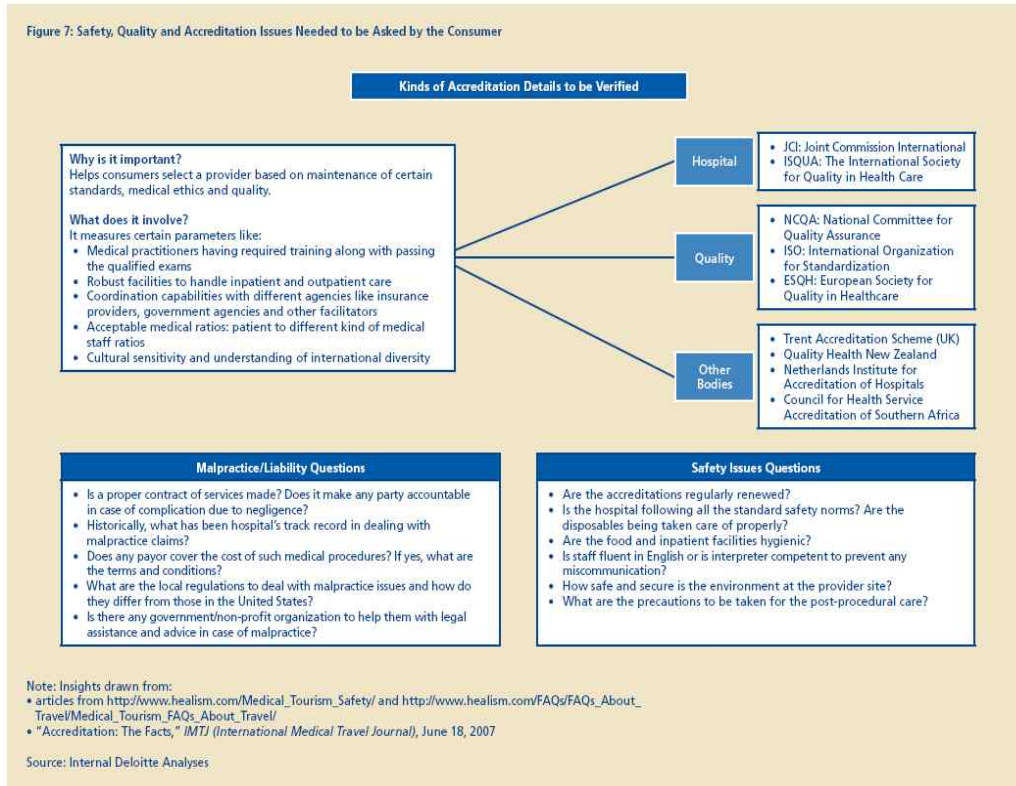 Figure 7: Safety, Quality and Accreditation Issues Needed to be Asked by the Consumer
Kinds of Accreditation Details to be Verified
Why is it important?
Helps consumers select a provider based on maintenance of certain
standards, medical ethics and quality.
What does it involve?
It measures certain parameters like:
• Medical practitioners having required training along with passing
the qualified exams
• Robust facilities to handle inpatient and outpatient care
• Coordination capabilities with different agencies like insurance
providers, government agencies and other facilitators
• Acceptable medical ratios: patient to different kind of medical
staff ratios
• Cultural sensitivity and understanding of international diversity
Hospital
• JCI: Joint Commission International
• ISQUA: The International Society
for Quality in Health Care
Quality
• NCQA: National Committee for
Quality Assurance
• ISO: International Organization
for Standardization
• ESQH: European Society for
Quality in Healthcare
Other
Bodies
• Trent Accreditation Scheme (UK)
• Quality Health New Zealand
• Netherlands Institute for
Accreditation of Hospitals
• Council for Health Service
Accreditation of Southern Africa
Malpractice/Liability Questions
• Is a proper contract of services made? Does it make any party accountable
in case of complication due to negligence?
• Historically, what has been hospital's track record in dealing with
malpractice claims?
• Does any payor cover the cost of such medical procedures? If yes, what are
the terms and conditions?
• What are the local regulations to deal with malpractice issues and how do
they differ from those in the United States?
• Is there any government/non-profit organization to help them with legal
assistance and advice in case of malpractice?
Safety Issues Questions
• Are the accreditations regularly renewed?
• Is the hospital following all the standard safety norms? Are the
disposables being taken care of properly?
• Are the food and inpatient facilities hygienic?
• Is staff fluent in English or is interpreter competent to prevent any
miscommunication?
• How safe and secure is the environment at the provider site?
• What are the precautions to be taken for the post-procedural care?
Note: Insights drawn from:
• articles from http://www.healism.com/Medical_Tourism_Safety/ and http://www.healism.com/FAQs/FAQs_About_
Travel/Medical_Tourism_FAQs_About_Travel/
• "Accreditation: The Facts," IMTJ (International Medical Travel Journal), June 18, 2007
Source: Internal Deloitte Analyses